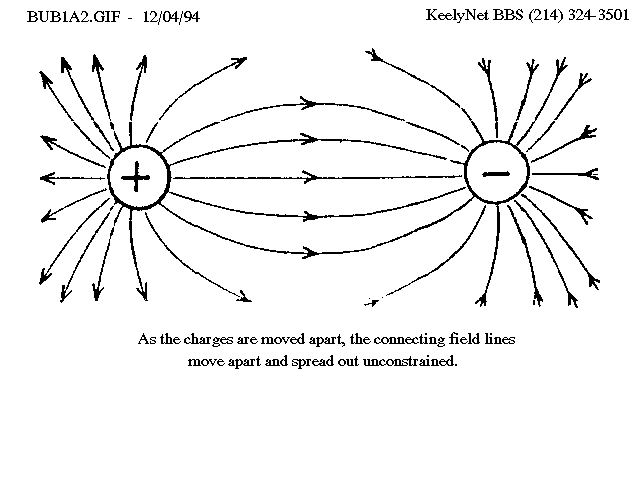 BUB1A2.GIF - 12/04/94 KeelyNet BBS (214) 324-3501
+ −
As the charges are moved apart, the connecting field lines
move apart and spread out unconstrained.